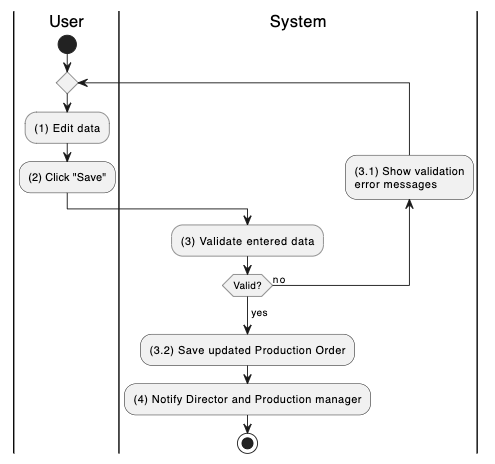 User
System
(1) Edit data
(2) Click "Save"
(3.1) Show validation
error messages
(3) Validate entered data
Valid?
no
yes
(3.2) Save updated Production Order
(4) Notify Director and Production manager